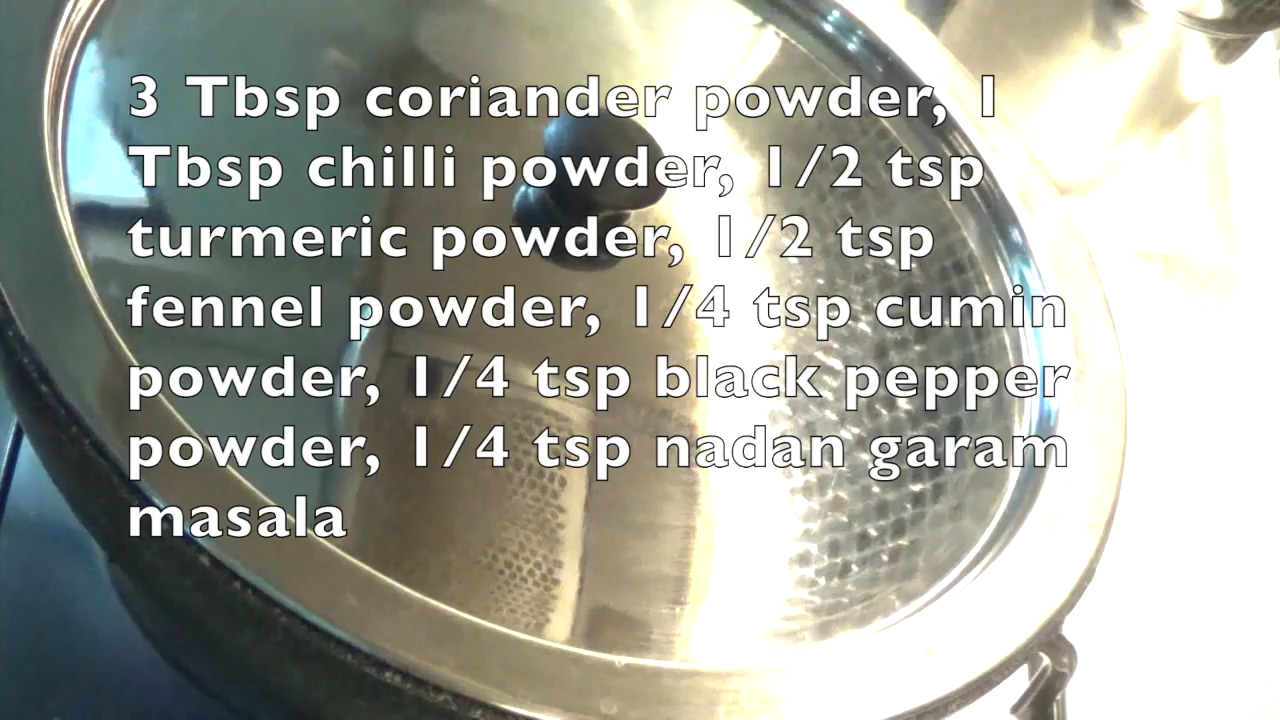 3 Tbsp coriander powder, 1
Tbsp chilli powder, 1/2 tsp
turmeric powder, 1/2 tsp
fennel powder, 1/4 tsp cumin
powder, 1/4 tsp black pepper
powder, 1/4 tsp nadan garam
masala